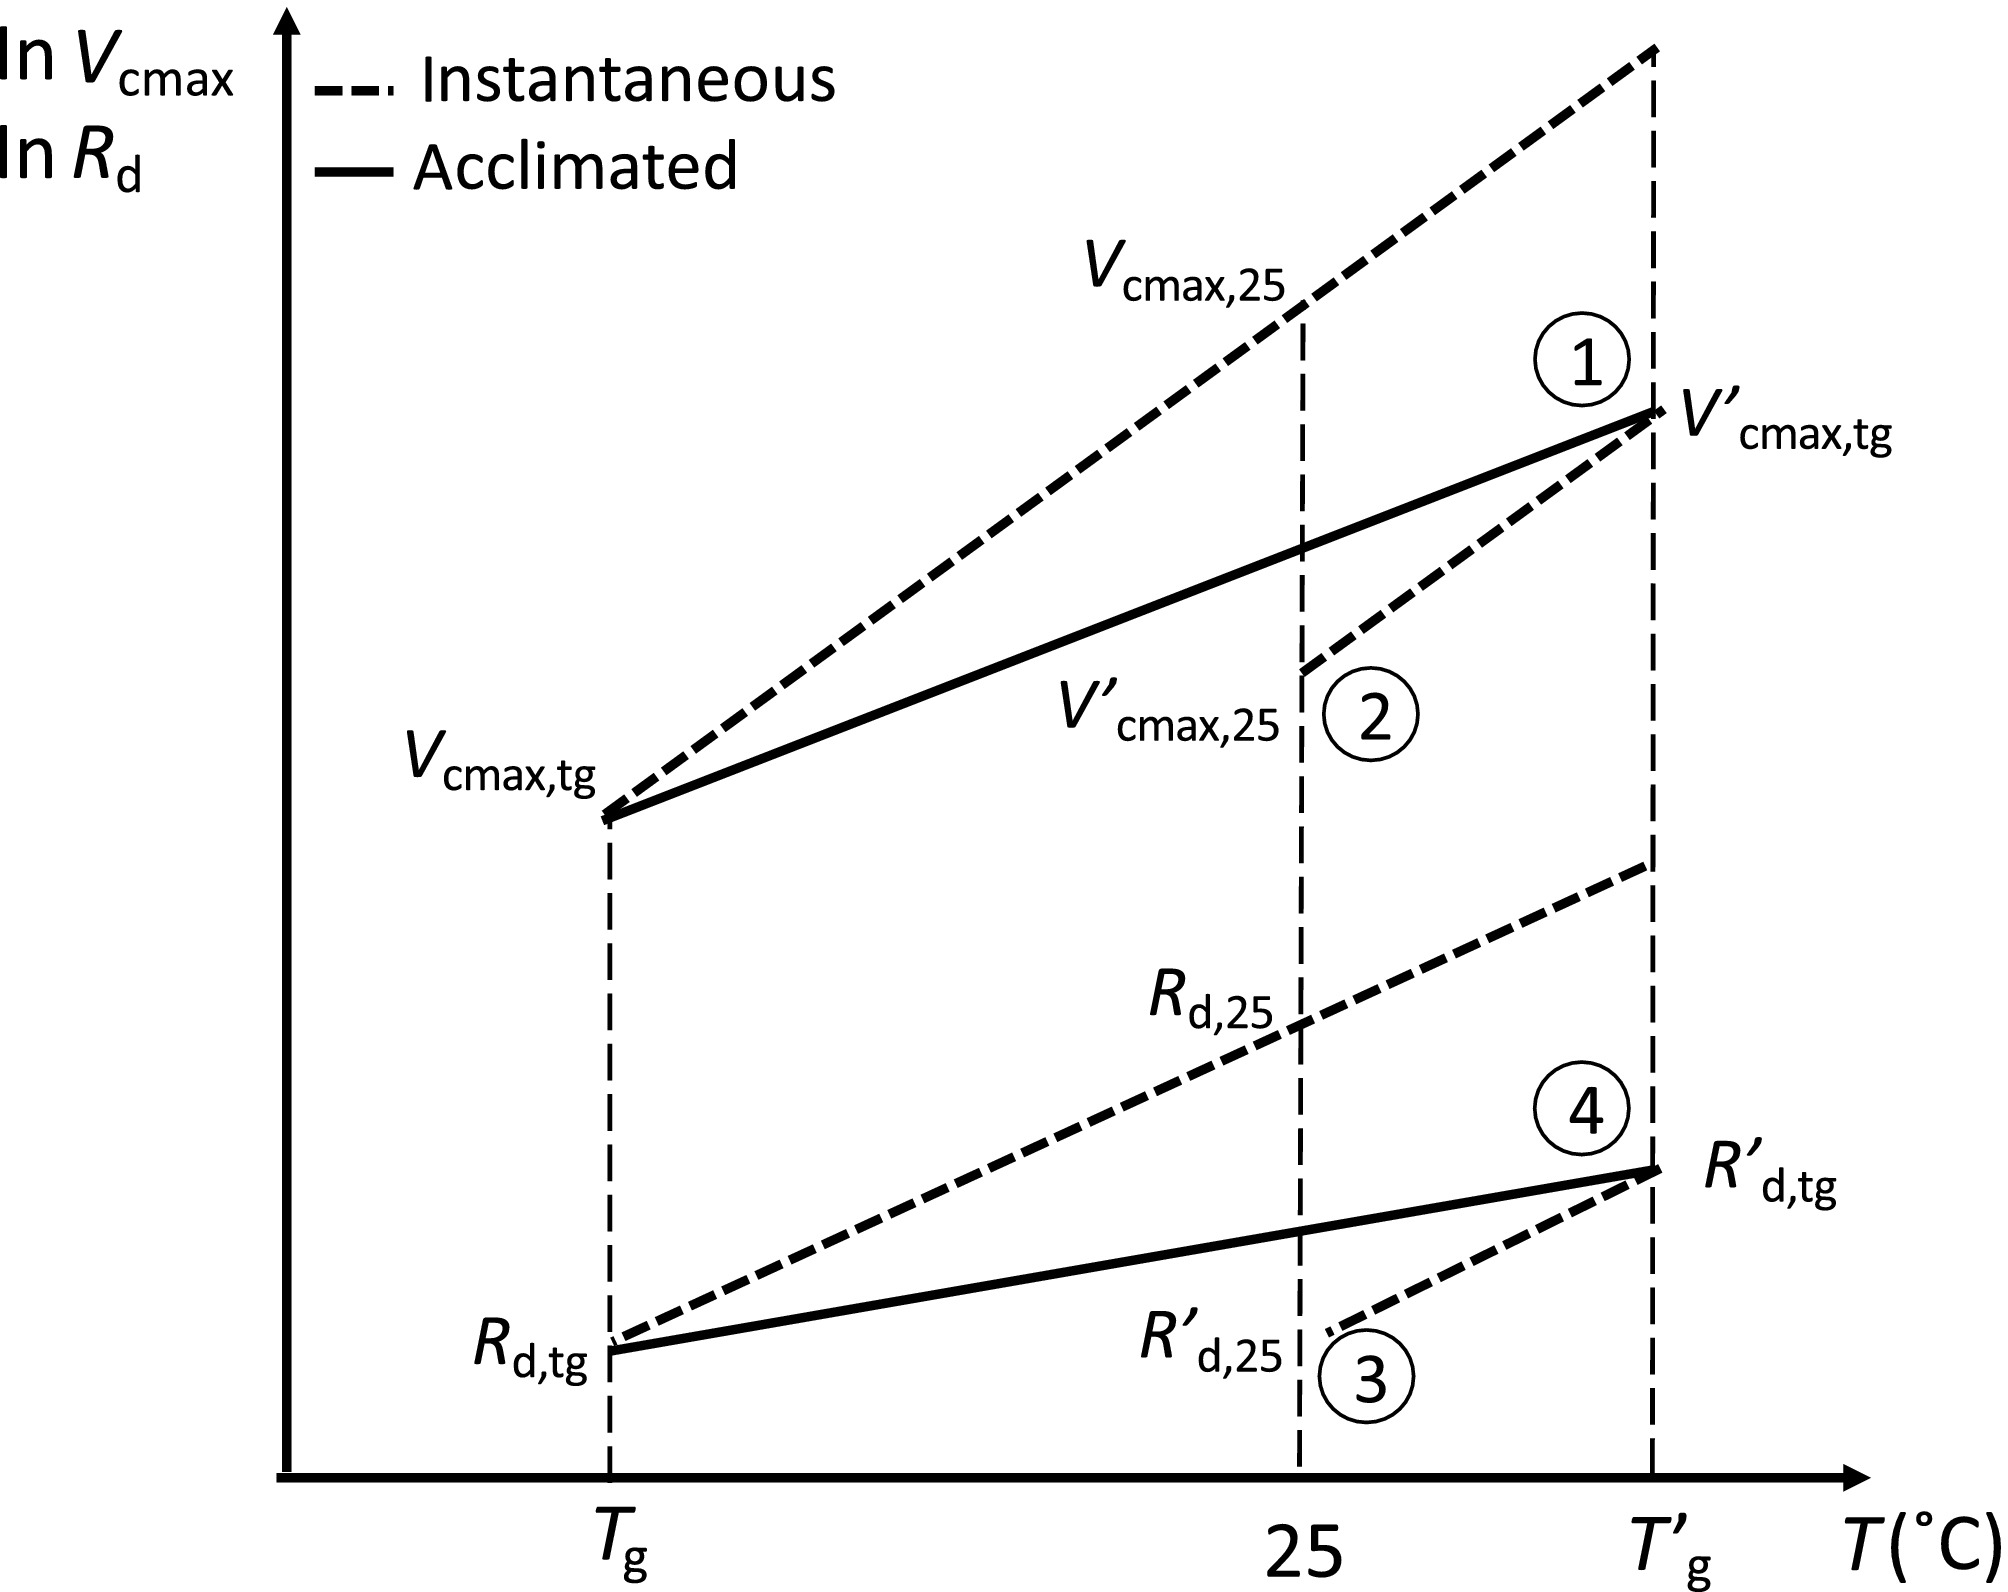 ln Vcmax
ln Rd
Instantaneous
Acclimated
Vcmax,25
1
V′cmax,tg
V′cmax,25
2
Vcmax,tg
Rd,25
4
R′d,tg
Rd,tg
R′d,25
3
Tg
25
T′g
T(°C)